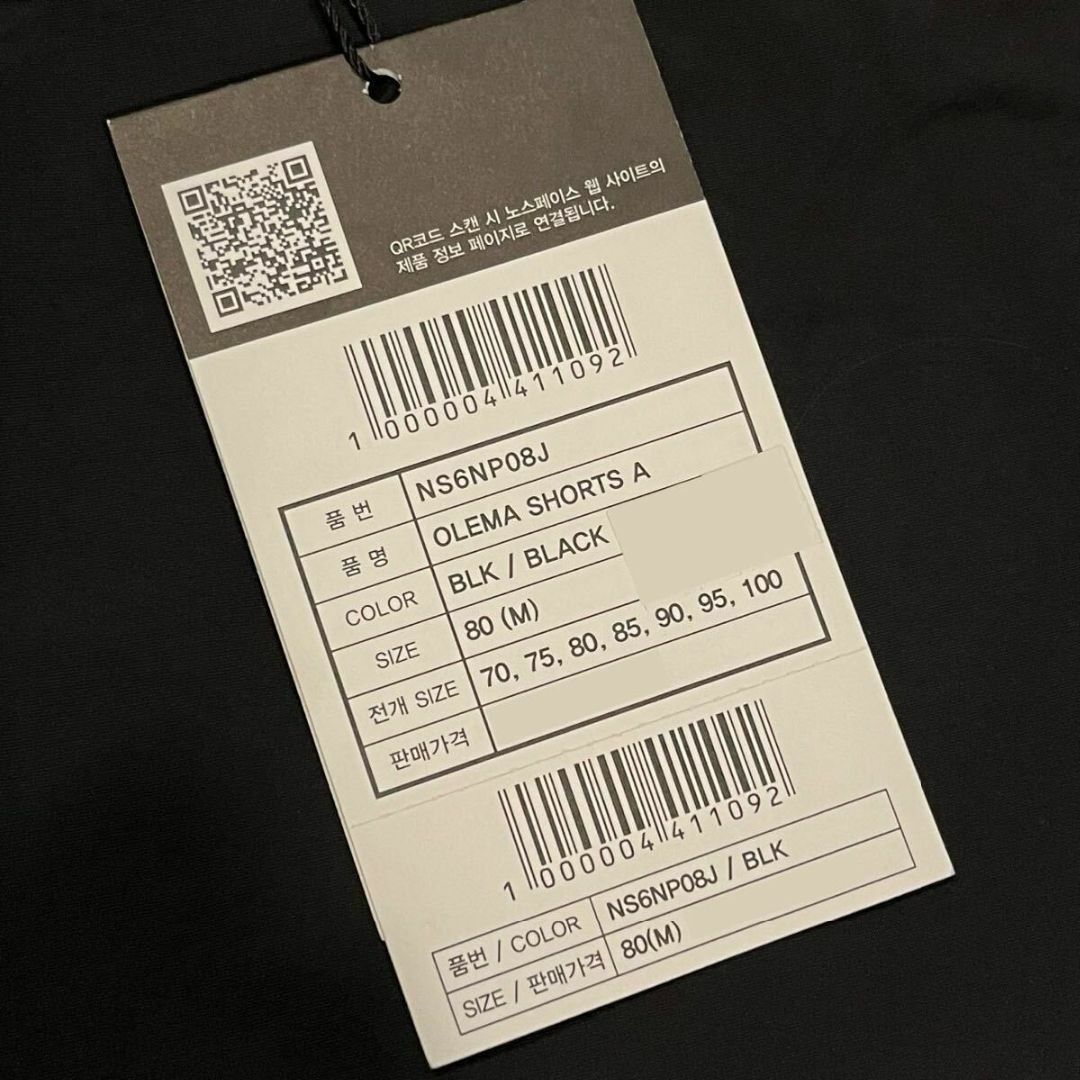 QR코드 스캔 시 노스페이스 웹 사이트의
제품 정보 페이지로 연결됩니다.
1 000004 411092
품 번 NS6NP08J
품 명 OLEMA SHORTS A
COLOR BLK / BLACK
SIZE 80 (M)
전개 SIZE 70, 75, 80, 85, 90, 95, 100
판매가격
1 000004 411092
품번 / COLOR NS6NP08J / BLK
SIZE / 판매가격 80(M)